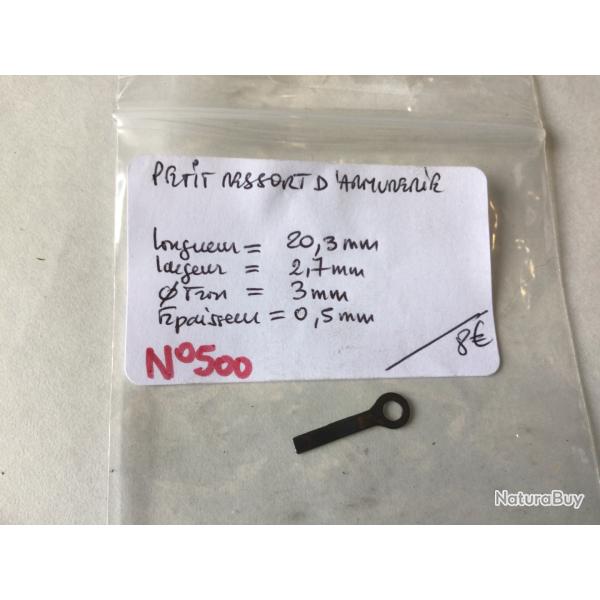 PETIT RESSORT D'ARMURERIE
longueur = 20,3 mm
largeur = 2,7 mm
Ø Trou = 3 mm
Epaisseur = 0,5 mm
8€
N°500
NaturaBuy